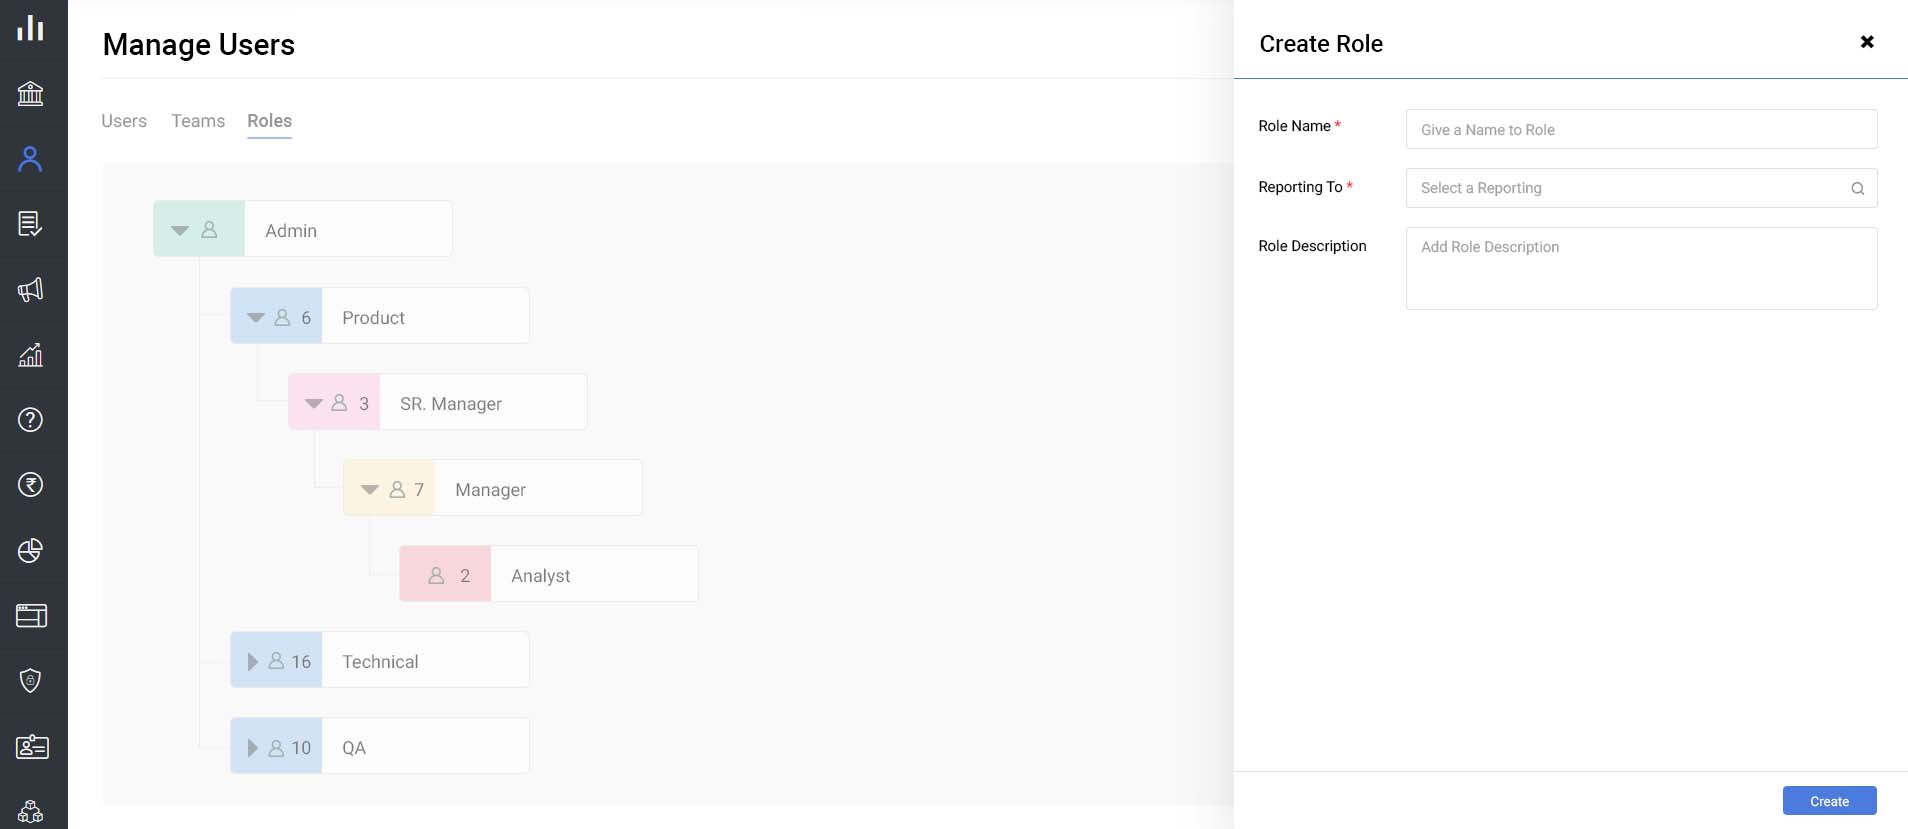 Manage Users
Users Teams Roles
Admin
6 Product
3 SR. Manager
7 Manager
2 Analyst
16 Technical
10 QA
Create Role
Role Name *
Give a Name to Role
Reporting To *
Select a Reporting
Role Description
Add Role Description
Create